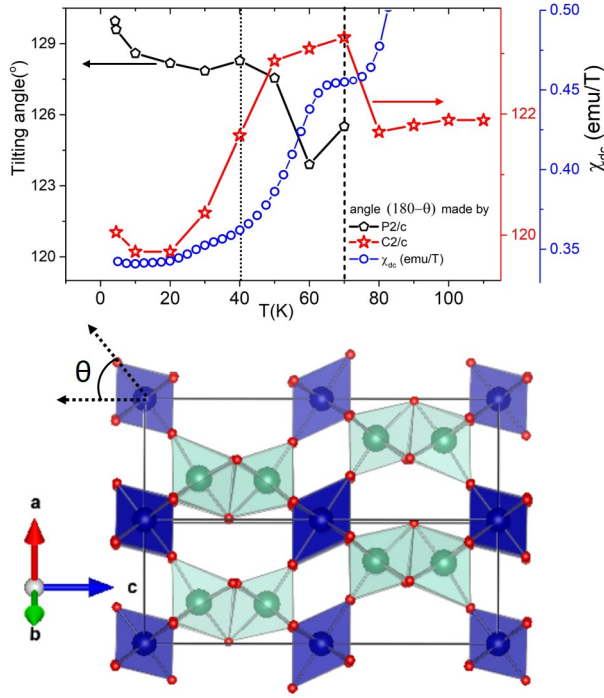 129
126
123
120
Tilting angle(°)
0
20
40
60
80
100
T(K)
122
120
0.50
0.45
0.40
0.35
χdc (emu/T)
angle (180−θ) made by
P2/c
C2/c
χdc (emu/T)
θ
a
c
b